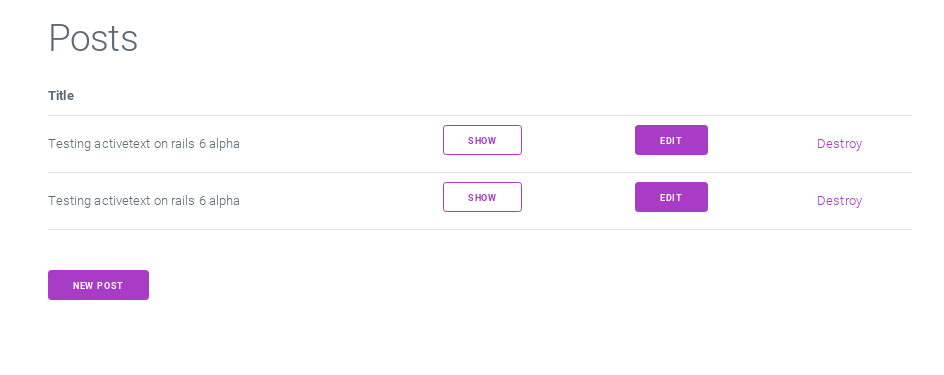 Posts
Title
Testing activetext on rails 6 alpha SHOW EDIT Destroy
Testing activetext on rails 6 alpha SHOW EDIT Destroy
NEW POST